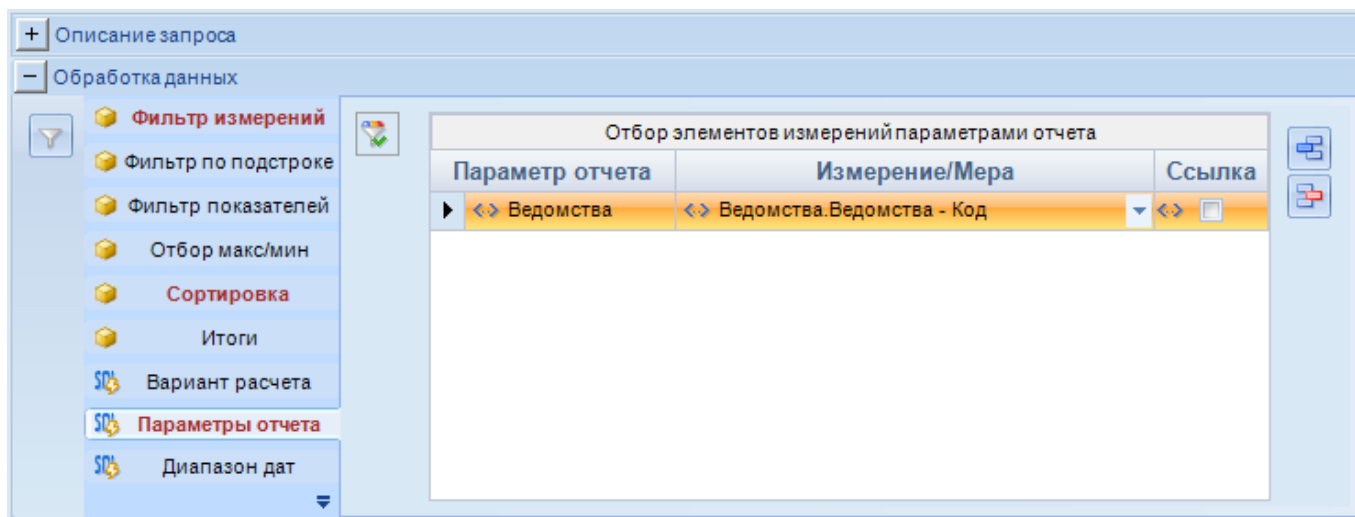 Описание запроса
Обработка данных
Фильтр измерений
Фильтр по подстроке
Фильтр показателей
Отбор макс/мин
Сортировка
Итоги
Вариант расчета
Параметры отчета
Диапазон дат
Отбор элементов измерений параметрами отчета
Параметр отчета Измерение/Мера Ссылка
Ведомства Ведомства.Ведомства - Код